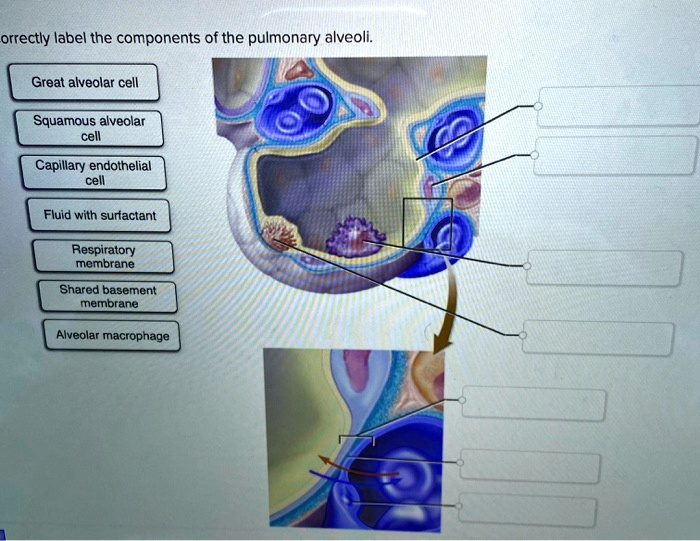 orrectly label the components of the pulmonary alveoli.
Great alveolar cell
Squamous alveolar
cell
Capillary endothelial
cell
Fluid with surfactant
Respiratory
membrane
Shared basement
membrane
Alveolar macrophage